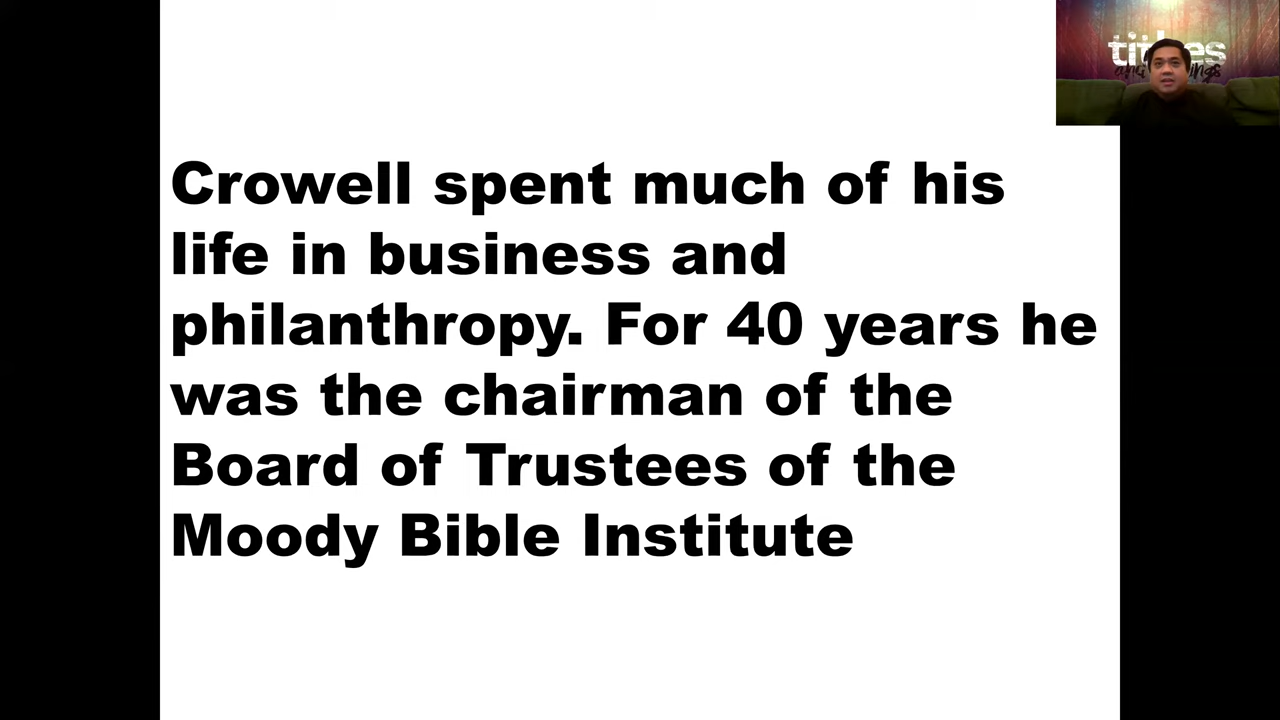 tithes
Crowell spent much of his
life in business and
philanthropy. For 40 years he
was the chairman of the
Board of Trustees of the
Moody Bible Institute